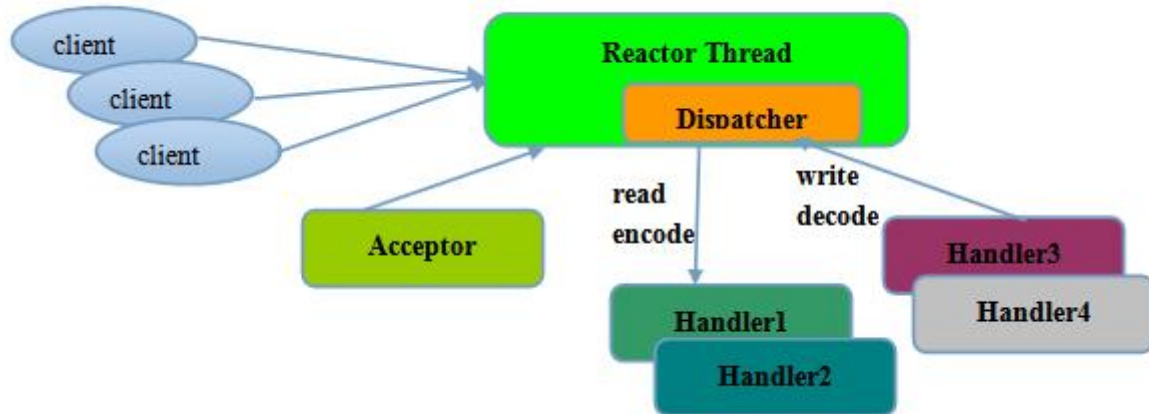 client
client
client
Reactor Thread
Dispatcher
Acceptor
read
encode
write
decode
Handler1
Handler2
Handler3
Handler4